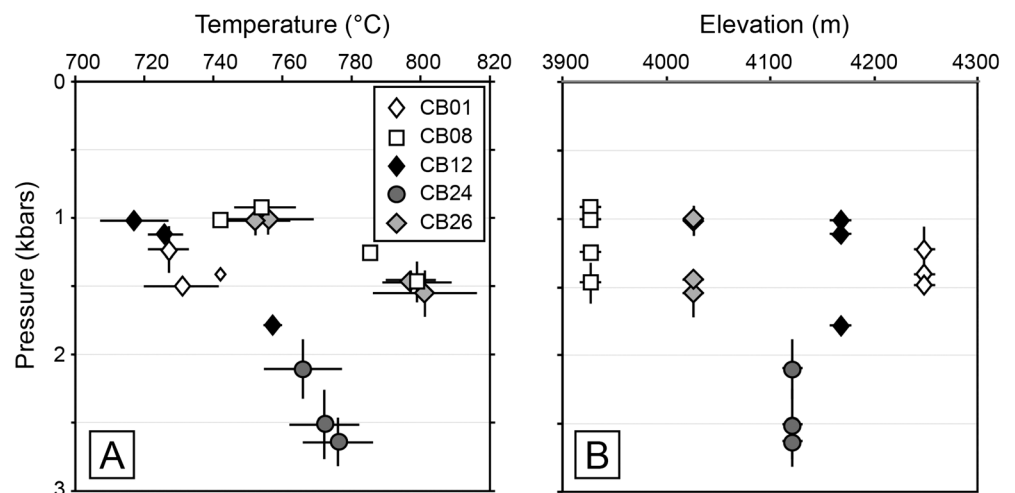 Temperature (°C)
700 720 740 760 780 800 820
Elevation (m)
3900 4000 4100 4200 4300
Pressure (kbars)
0
1
2
3
CB01
CB08
CB12
CB24
CB26
A
B